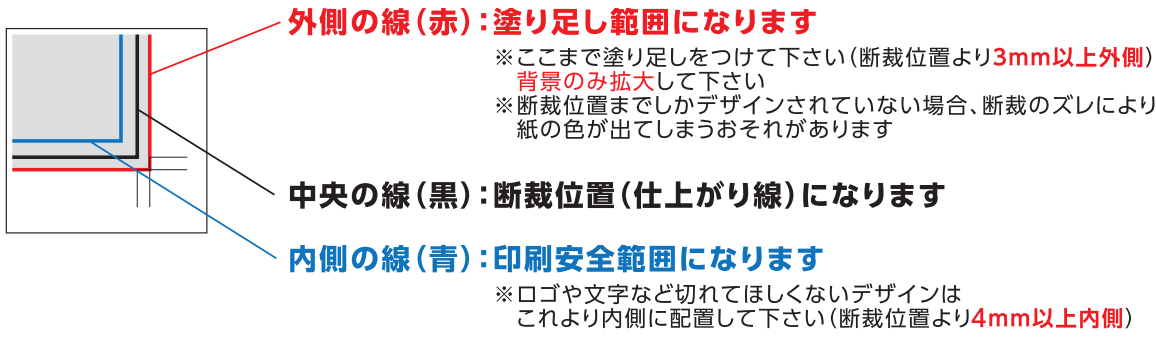 外側の線（赤）：塗り足し範囲になります
※ここまで塗り足しをつけて下さい（断裁位置より3mm以上外側）
背景のみ拡大して下さい
※断裁位置までしかデザインされていない場合、断裁のズレにより
紙の色が出てしまうおそれがあります
中央の線（黒）：断裁位置（仕上がり線）になります
内側の線（青）：印刷安全範囲になります
※ロゴや文字など切れてほしくないデザインは
これより内側に配置して下さい（断裁位置より4mm以上内側）